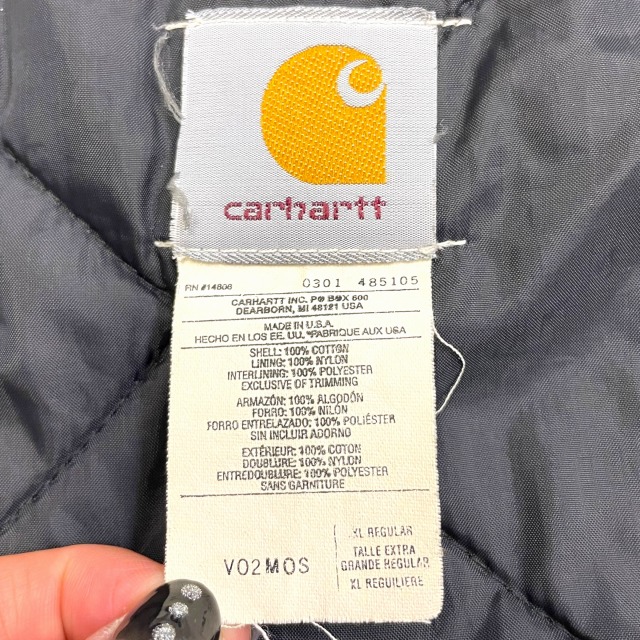 carhartt
RN #14806 0301 485105
CARHARTT INC. PO BOX 600
DEARBORN, MI 48121 USA
MADE IN U.S.A.
HECHO EN LOS EE. UU. *FABRIQUE AUX USA
SHELL: 100% COTTON
LINING: 100% NYLON
INTERLINING: 100% POLYESTER
EXCLUSIVE OF TRIMMING
ARMAZÓN: 100% ALGODÓN
FORRO: 100% NILÓN
FORRO ENTRELAZADO: 100% POLIÉSTER
SIN INCLUIR ADORNO
EXTÉRIEUR: 100% COTON
DOUBLURE: 100% NYLON
ENTREDOUBLURE: 100% POLYESTER
SANS GARNITURE
V02MOS
XL REGULAR
TALLE EXTRA
GRANDE REGULAR
XL REGULIERE